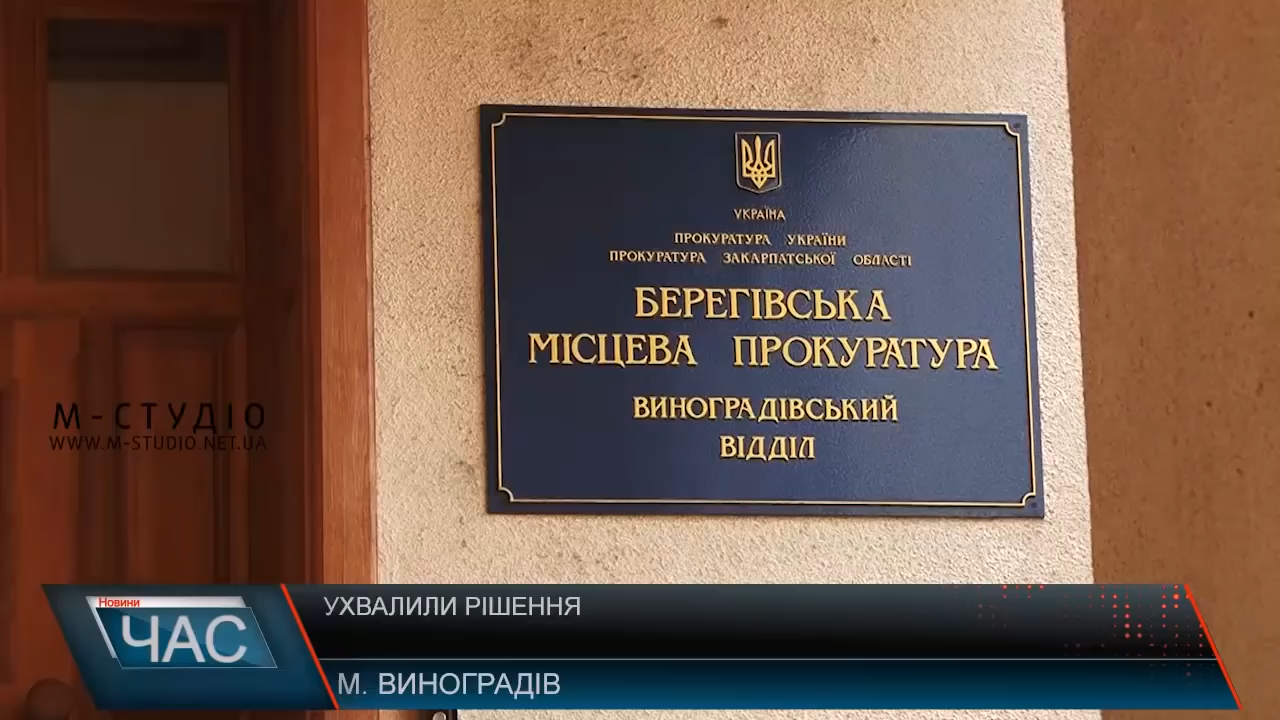 УКРАЇНА
ПРОКУРАТУРА УКРАЇНИ
ПРОКУРАТУРА ЗАКАРПАТСЬКОЇ ОБЛАСТІ
БЕРЕГІВСЬКА
МІСЦЕВА ПРОКУРАТУРА
ВИНОГРАДІВСЬКИЙ
ВІДДІЛ
М-СТУДІО
WWW.M-STUDIO.NET.UA
Новини
ЧАС
УХВАЛИЛИ РІШЕННЯ
М. ВИНОГРАДІВ